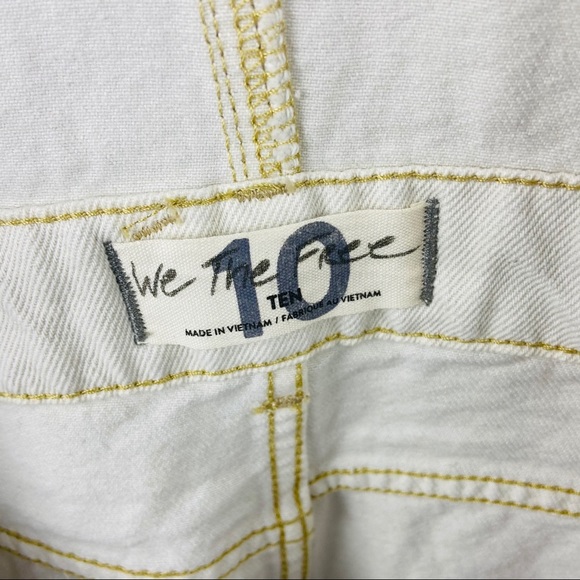 We The Free
10
TEN
MADE IN VIETNAM / FABRIQUÉ AU VIETNAM